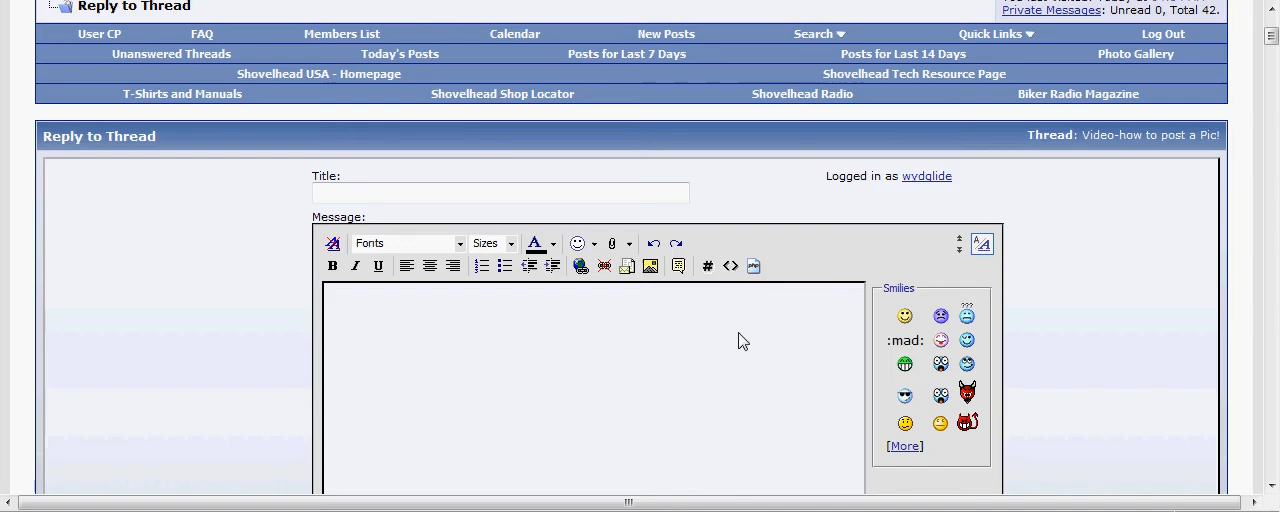 Reply to Thread
Private Messages: Unread 0, Total 42.
User CP FAQ Members List Calendar New Posts Search Quick Links Log Out
Unanswered Threads Today's Posts Posts for Last 7 Days Posts for Last 14 Days Photo Gallery
Shovelhead USA - Homepage Shovelhead Tech Resource Page
T-Shirts and Manuals Shovelhead Shop Locator Shovelhead Radio Biker Radio Magazine
Reply to Thread Thread: Video-how to post a Pic!
Title: Logged in as wvdglide
Message:
Fonts Sizes A
B I U # <> php
Smilies
???
:mad:
[More]